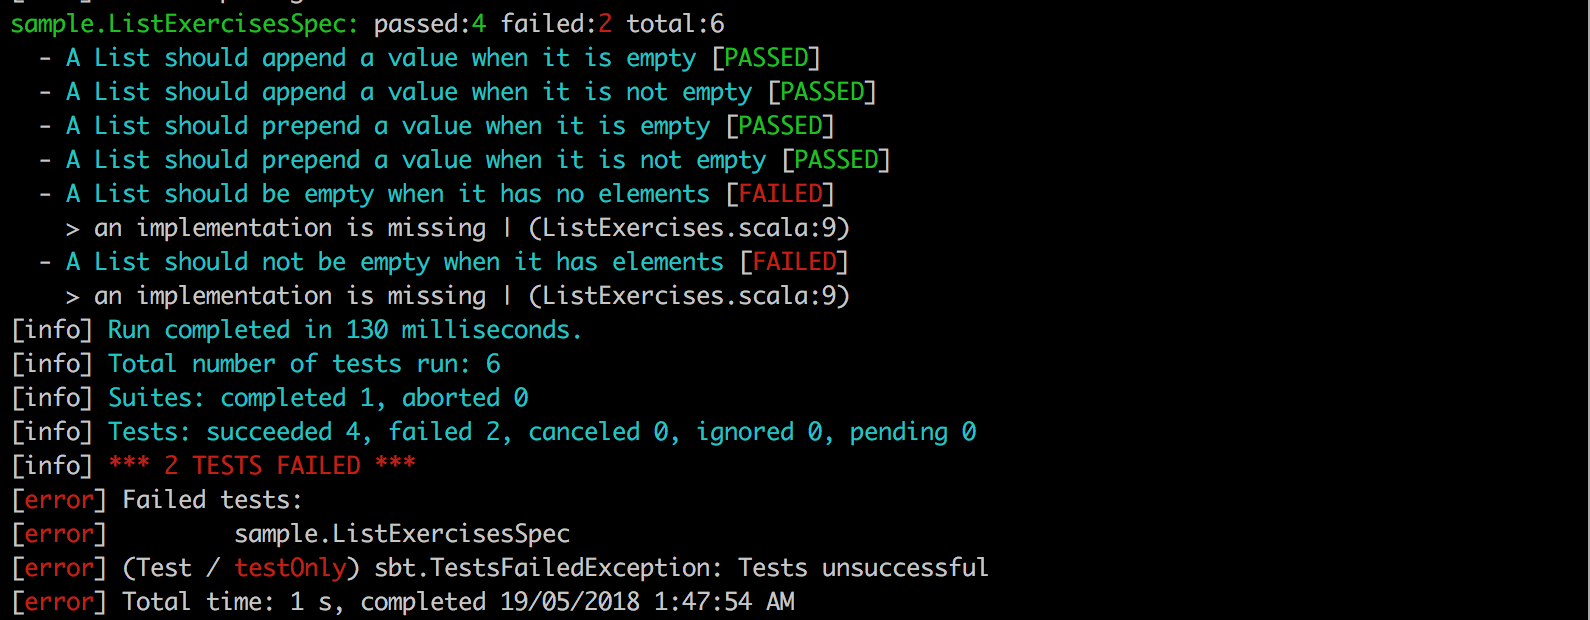 sample.ListExercisesSpec: passed:4 failed:2 total:6
- A List should append a value when it is empty [PASSED]
- A List should append a value when it is not empty [PASSED]
- A List should prepend a value when it is empty [PASSED]
- A List should prepend a value when it is not empty [PASSED]
- A List should be empty when it has no elements [FAILED]
> an implementation is missing | (ListExercises.scala:9)
- A List should not be empty when it has elements [FAILED]
> an implementation is missing | (ListExercises.scala:9)
[info] Run completed in 130 milliseconds.
[info] Total number of tests run: 6
[info] Suites: completed 1, aborted 0
[info] Tests: succeeded 4, failed 2, canceled 0, ignored 0, pending 0
[info] *** 2 TESTS FAILED ***
[error] Failed tests:
[error] sample.ListExercisesSpec
[error] (Test / testOnly) sbt.TestsFailedException: Tests unsuccessful
[error] Total time: 1 s, completed 19/05/2018 1:47:54 AM